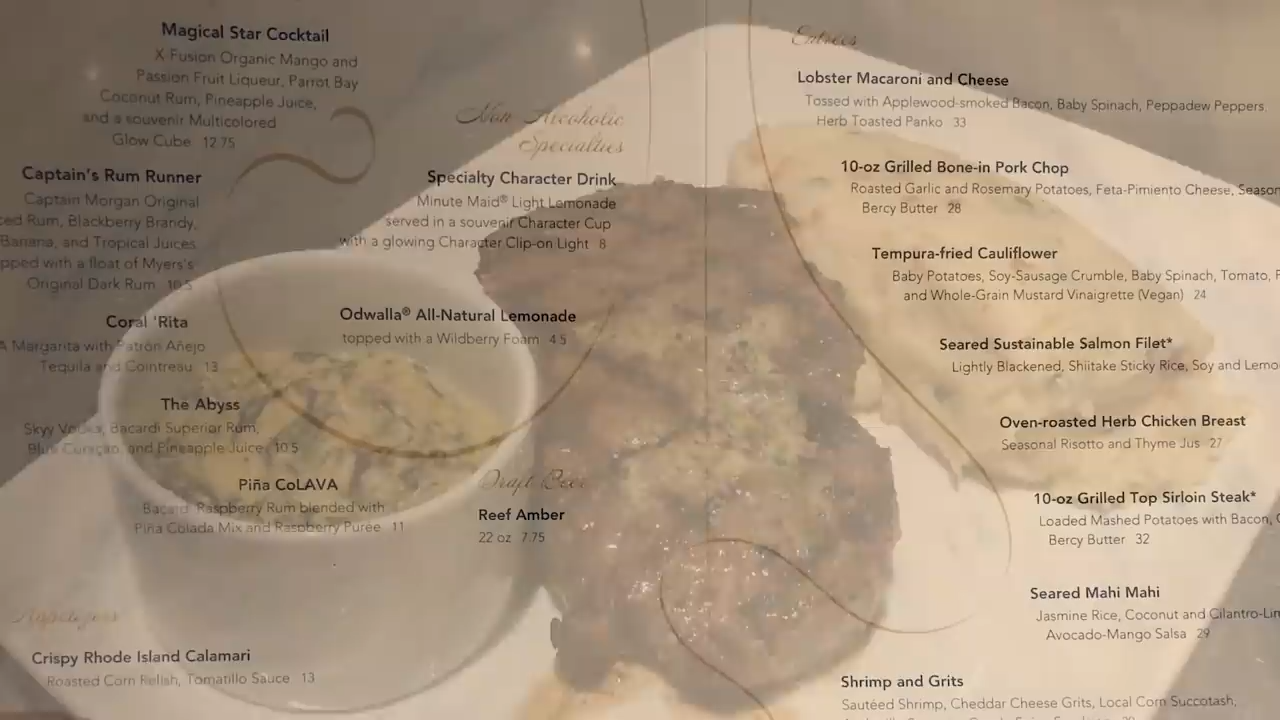 Magical Star Cocktail
X-Fusion Organic Mango and
Passion Fruit Liqueur, Parrot Bay
Coconut Rum, Pineapple Juice,
and a souvenir Multicolored
Glow Cube 12.75
Captain's Rum Runner
Captain Morgan Original
Rum, Blackberry Brandy,
Banana, and Tropical Juices
with a float of Myers's
Original Dark Rum 10.5
Coral 'Rita
A Margarita with Patrón Añejo
Tequila and Cointreau 13
The Abyss
Skyy Vodka, Bacardi Superior Rum,
Blue Curaçao, and Pineapple Juice 10.5
Piña CoLAVA
Bacardi Raspberry Rum blended with
Piña Colada Mix and Raspberry Purée 11
Appetizers
Crispy Rhode Island Calamari
Roasted Corn Relish, Tomatillo Sauce 13
Non-Alcoholic
Specialties
Specialty Character Drink
Minute Maid® Light Lemonade
served in a souvenir Character Cup
with a glowing Character Clip-on Light 8
Odwalla® All-Natural Lemonade
topped with a Wildberry Foam 4.5
Draft Beer
Reef Amber
22 oz 7.75
Entrées
Lobster Macaroni and Cheese
Tossed with Applewood-smoked Bacon, Baby Spinach, Peppadew Peppers,
Herb Toasted Panko 33
10-oz Grilled Bone-in Pork Chop
Roasted Garlic and Rosemary Potatoes, Feta-Pimiento Cheese,
Bercy Butter 28
Tempura-fried Cauliflower
Baby Potatoes, Soy-Sausage Crumble, Baby Spinach, Tomato,
and Whole-Grain Mustard Vinaigrette (Vegan) 24
Seared Sustainable Salmon Filet*
Lightly Blackened, Shiitake Sticky Rice, Soy and
Oven-roasted Herb Chicken Breast
Seasonal Risotto and Thyme Jus 27
10-oz Grilled Top Sirloin Steak*
Loaded Mashed Potatoes with Bacon,
Bercy Butter 32
Seared Mahi Mahi
Jasmine Rice, Coconut and
Avocado-Mango Salsa 29
Shrimp and Grits
Sautéed Shrimp, Cheddar Cheese Grits, Local Corn Succotash,